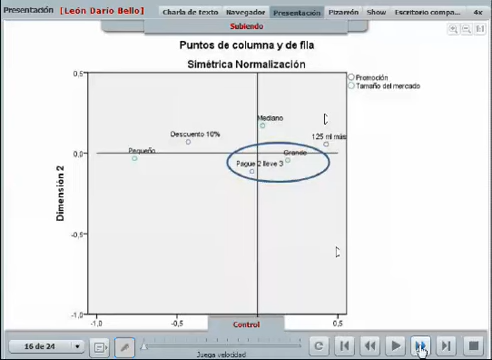 Presentación [León Darío Bello] Charla de texto Navegador Presentación Pizarrón Show Escritorio compa... 4x
Subiendo
Puntos de columna y de fila
Simétrica Normalización
0,5
Promoción
Tamaño del mercado
Mediano
Descuento 10%
125 ml más
Pequeño
Grande
0,0
Pague 2 lleve 3
Dimensión 2
-0,5
-1,0
-1,0 -0,5 0,5
Control
16 de 24
Juega velocidad